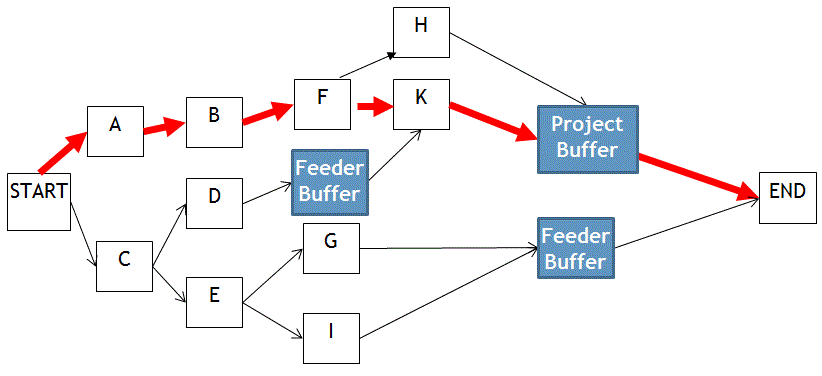 H
F
K
A
B
Project
Buffer
Feeder
Buffer
START
D
END
C
G
Feeder
Buffer
E
I